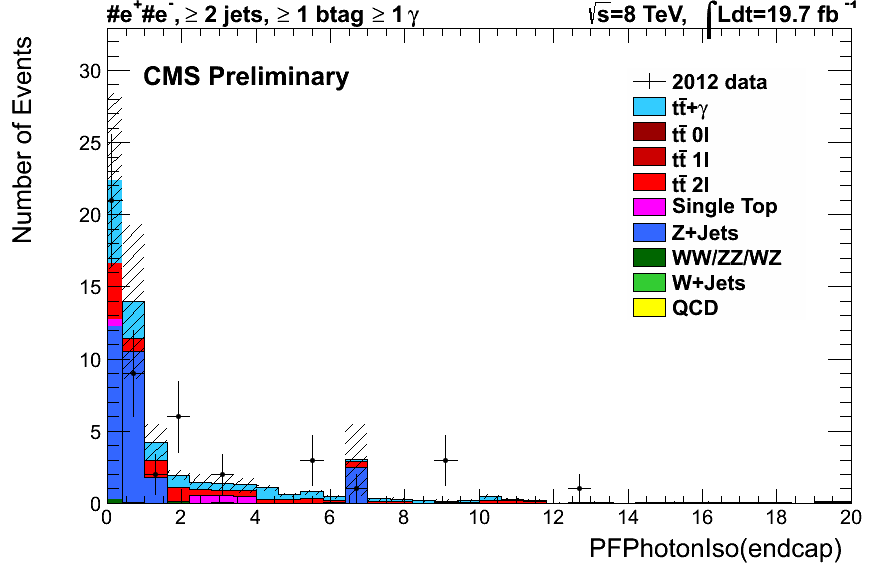 #e⁺#e⁻, ≥ 2 jets, ≥ 1 btag ≥ 1 γ
√s=8 TeV, ∫Ldt=19.7 fb⁻¹
CMS Preliminary
2012 data
tt̄+γ
tt̄ 0l
tt̄ 1l
tt̄ 2l
Single Top
Z+Jets
WW/ZZ/WZ
W+Jets
QCD
Number of Events
30
25
20
15
10
5
0
0 2 4 6 8 10 12 14 16 18 20
PFPhotonIso(endcap)